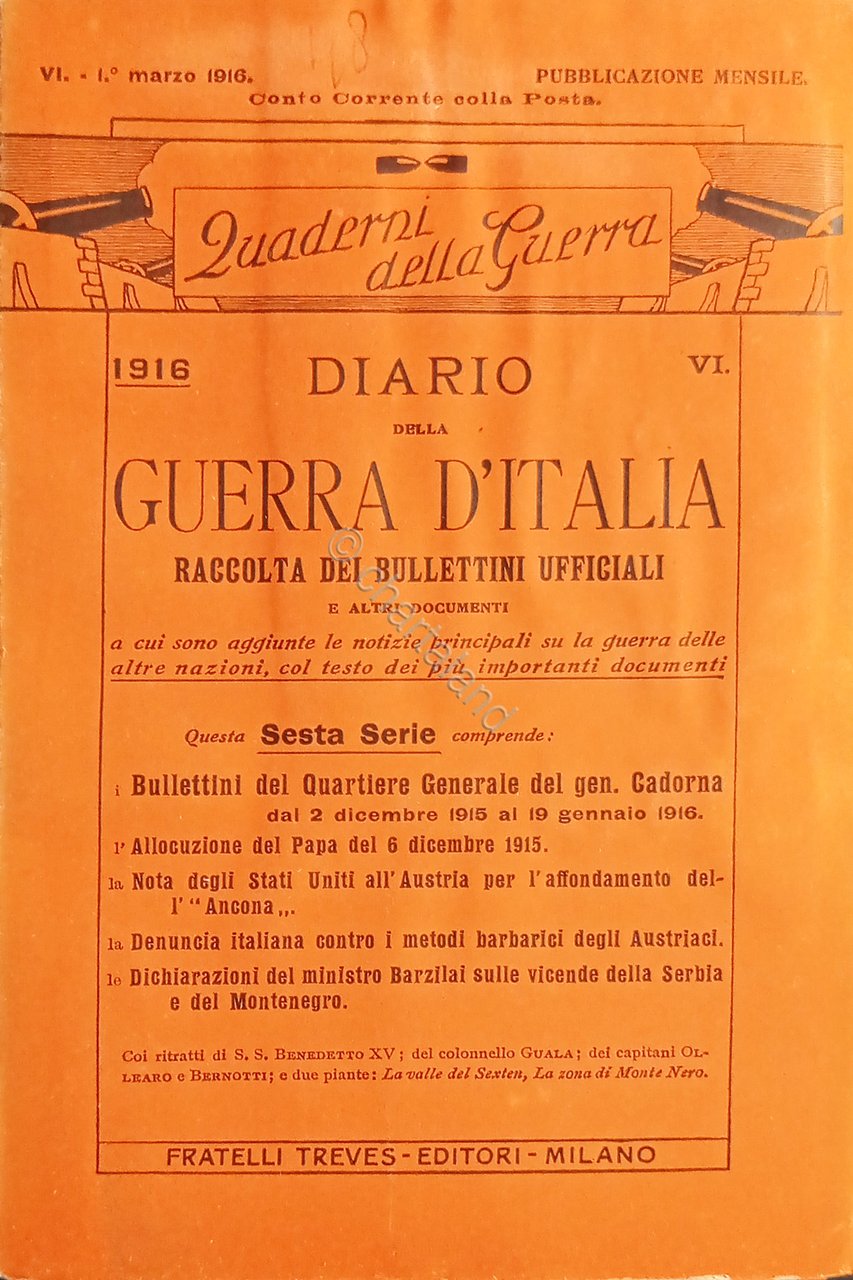 VI. - 1.º marzo 1916.
PUBBLICAZIONE MENSILE.
Conto Corrente colla Posta.
Quaderni
della Guerra
1916
VI.
DIARIO
DELLA
GUERRA D'ITALIA
RACCOLTA DEI BULLETTINI UFFICIALI
E ALTRI DOCUMENTI
a cui sono aggiunte le notizie principali su la guerra delle
altre nazioni, col testo dei più importanti documenti
Questa Sesta Serie comprende:
i Bullettini del Quartiere Generale del gen. Cadorna
dal 2 dicembre 1915 al 19 gennaio 1916.
l' Allocuzione del Papa del 6 dicembre 1915.
la Nota degli Stati Uniti all'Austria per l'affondamento del-
l'"Ancona„.
la Denuncia italiana contro i metodi barbarici degli Austriaci.
le Dichiarazioni del ministro Barzilai sulle vicende della Serbia
e del Montenegro.
Coi ritratti di S. S. BENEDETTO XV; del colonnello GUALA; dei capitani OL-
LEARO e BERNOTTI; e due piante: La valle del Sexten, La zona di Monte Nero.
FRATELLI TREVES - EDITORI - MILANO
© chartaland